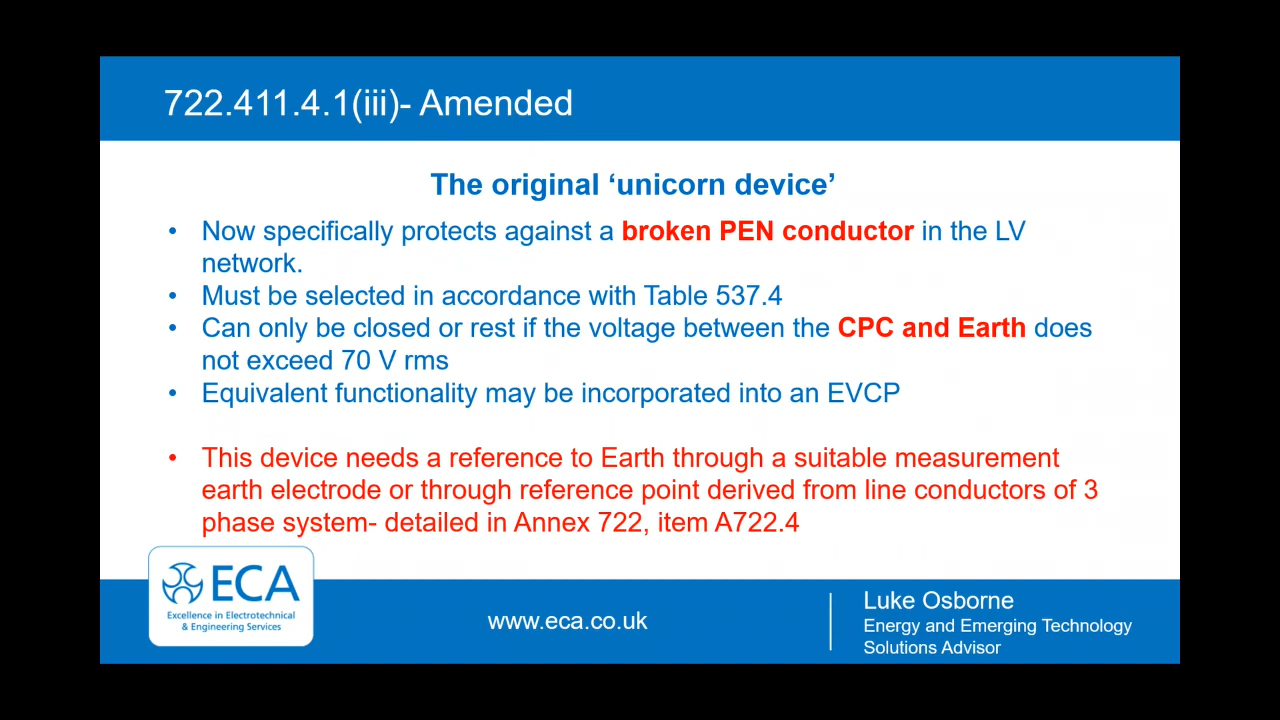 722.411.4.1(iii)- Amended
The original ‘unicorn device’
• Now specifically protects against a broken PEN conductor in the LV
network.
• Must be selected in accordance with Table 537.4
• Can only be closed or rest if the voltage between the CPC and Earth does
not exceed 70 V rms
• Equivalent functionality may be incorporated into an EVCP
• This device needs a reference to Earth through a suitable measurement
earth electrode or through reference point derived from line conductors of 3
phase system- detailed in Annex 722, item A722.4
ECA
Excellence in Electrotechnical
& Engineering Services
www.eca.co.uk
Luke Osborne
Energy and Emerging Technology
Solutions Advisor